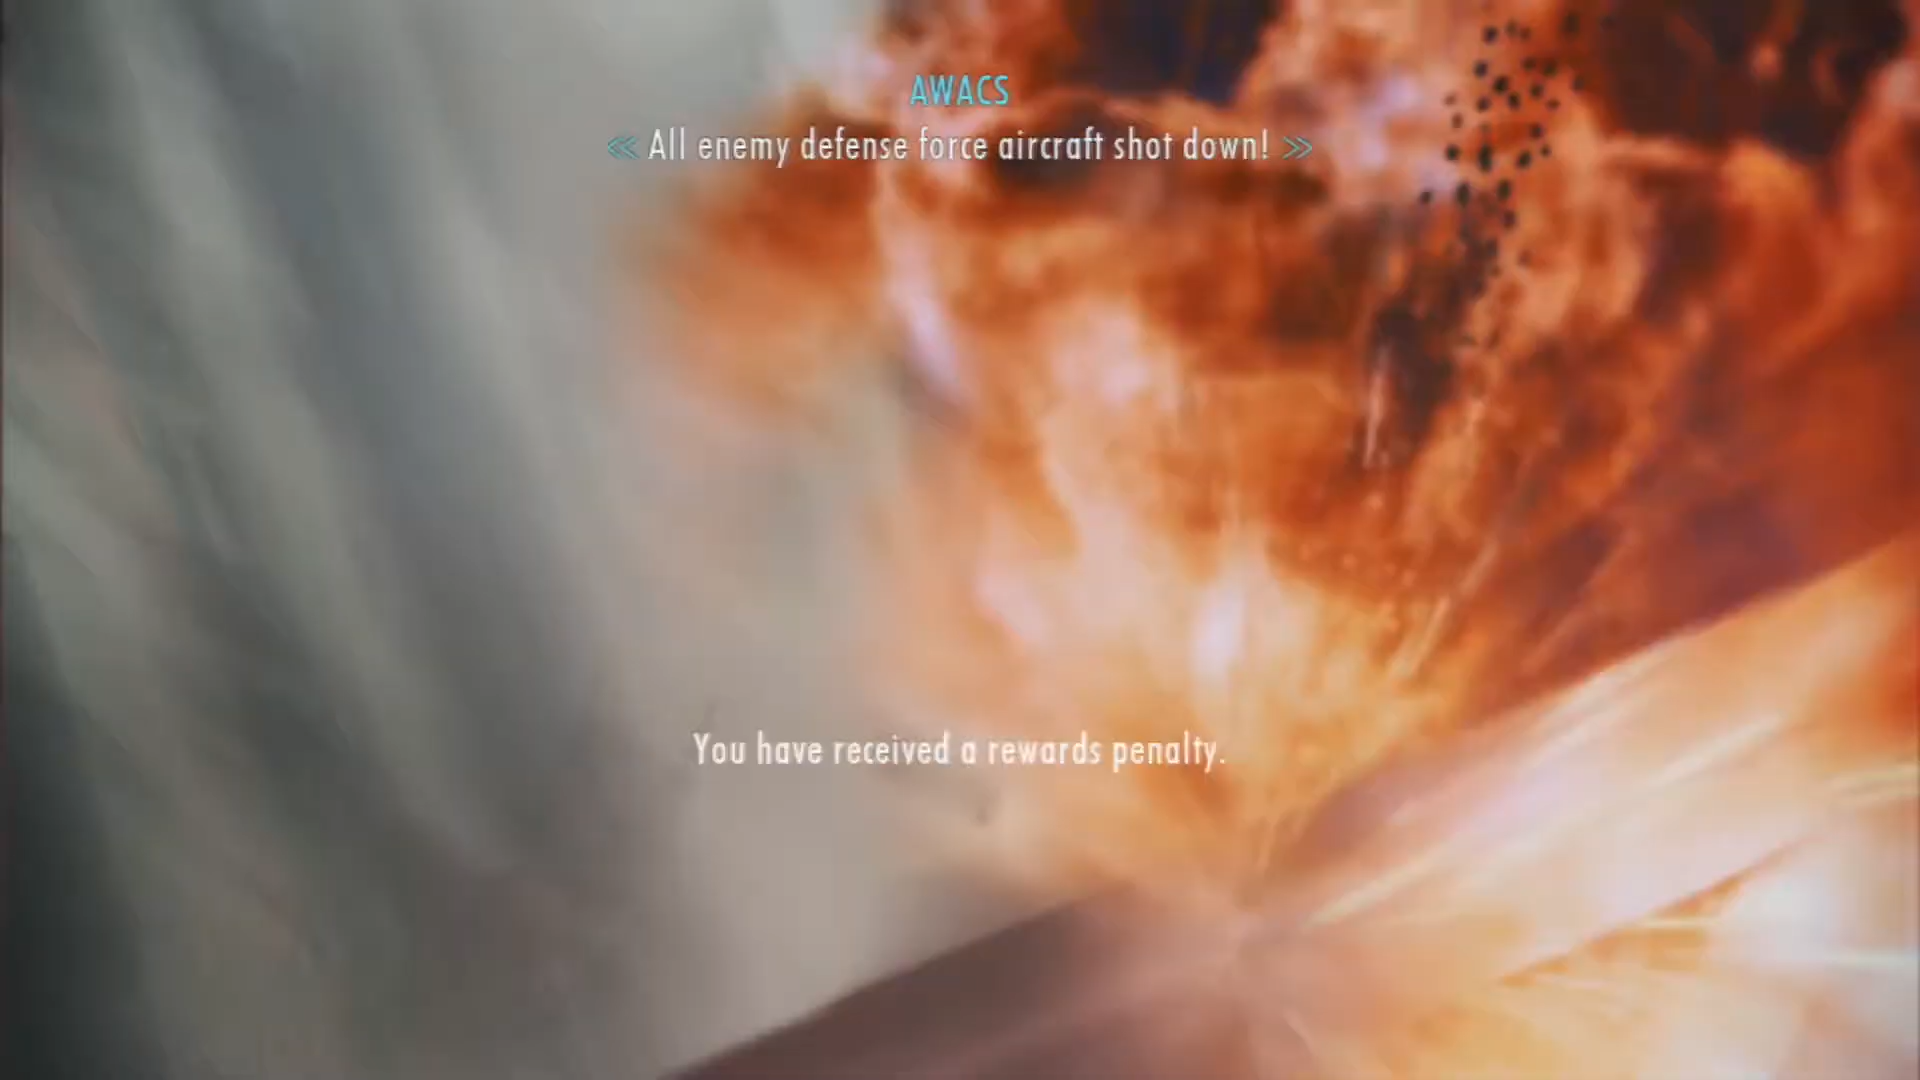 AWACS
≪ All enemy defense force aircraft shot down! ≫
You have received a rewards penalty.